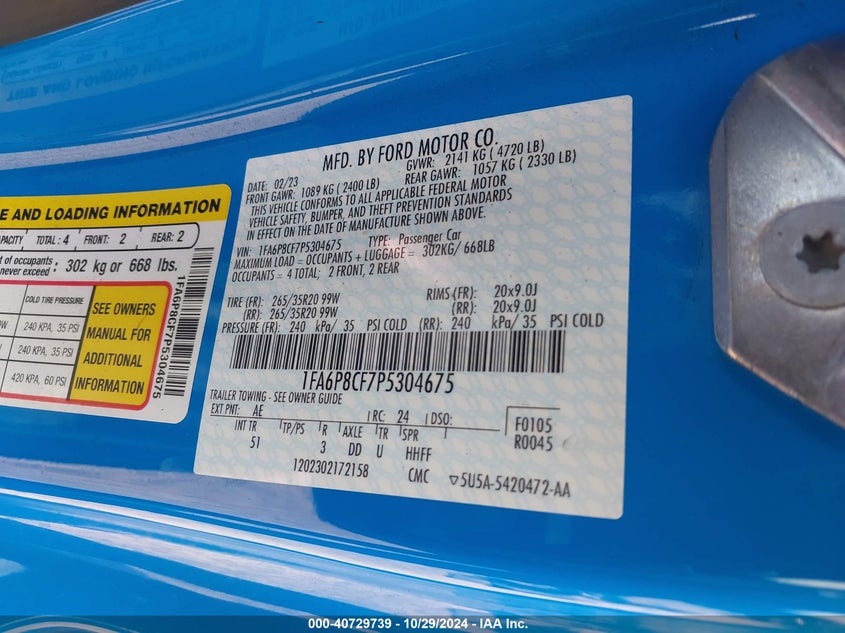 MFD. BY FORD MOTOR CO.
DATE: 02/23
GVWR: 2141 KG ( 4720 LB)
FRONT GAWR: 1089 KG ( 2400 LB)
REAR GAWR: 1057 KG ( 2330 LB)
THIS VEHICLE CONFORMS TO ALL APPLICABLE FEDERAL MOTOR
VEHICLE SAFETY, BUMPER, AND THEFT PREVENTION STANDARDS
IN EFFECT ON THE DATE OF MANUFACTURE SHOWN ABOVE.
VIN: 1FA6P8CF7P5304675 TYPE: Passenger Car
MAXIMUM LOAD = OCCUPANTS + LUGGAGE = 302KG/ 668LB
OCCUPANTS = 4 TOTAL; 2 FRONT, 2 REAR
TIRE (FR): 265/35R20 99W RIMS (FR): 20x9.0J
(RR): 265/35R20 99W (RR): 20x9.0J
PRESSURE (FR): 240 kPa/ 35 PSI COLD (RR): 240 kPa/ 35 PSI COLD
1FA6P8CF7P5304675
TRAILER TOWING - SEE OWNER GUIDE
EXT PNT: AE RC: 24 DSO: F0105
INT TR TP/PS R AXLE TR SPR R0045
51 3 DD U HHFF
1202302172158 CMC ▽5U5A-5420472-AA
E AND LOADING INFORMATION
PACITY TOTAL: 4 FRONT: 2 REAR: 2
t of occupants
never exceed : 302 kg or 668 lbs.
COLD TIRE PRESSURE
240 KPA, 35 PSI
240 KPA, 35 PSI
420 KPA, 60 PSI
SEE OWNERS
MANUAL FOR
ADDITIONAL
INFORMATION
1FA6P8CF7P5304675
000-40729739 - 10/29/2024 - IAA Inc.